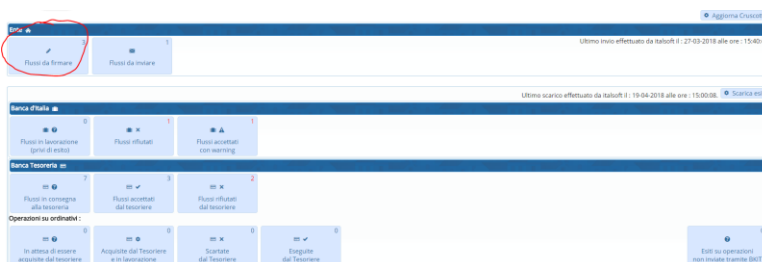 Aggiorna Cruscott
Ente
Ultimo invio effettuato da italsoft il : 27-03-2018 alle ore : 15:40:
3
Flussi da firmare
1
Flussi da inviare
Ultimo scarico effettuato da italsoft il : 19-04-2018 alle ore : 15:00:08.
Scarica esi
Banca d'Italia
0
Flussi in lavorazione
(privi di esito)
1
Flussi rifiutati
1
Flussi accettati
con warning
Banca Tesoreria
7
Flussi in consegna
alla tesoreria
3
Flussi accettati
dal tesoriere
2
Flussi rifiutati
dal tesoriere
Operazioni su ordinativi :
0
In attesa di essere
acquisite dal tesoriere
0
Acquisite dal Tesoriere
e in lavorazione
0
Scartate
dal Tesoriere
0
Eseguite
dal Tesoriere
Esiti su operazioni
non inviate tramite BKIT